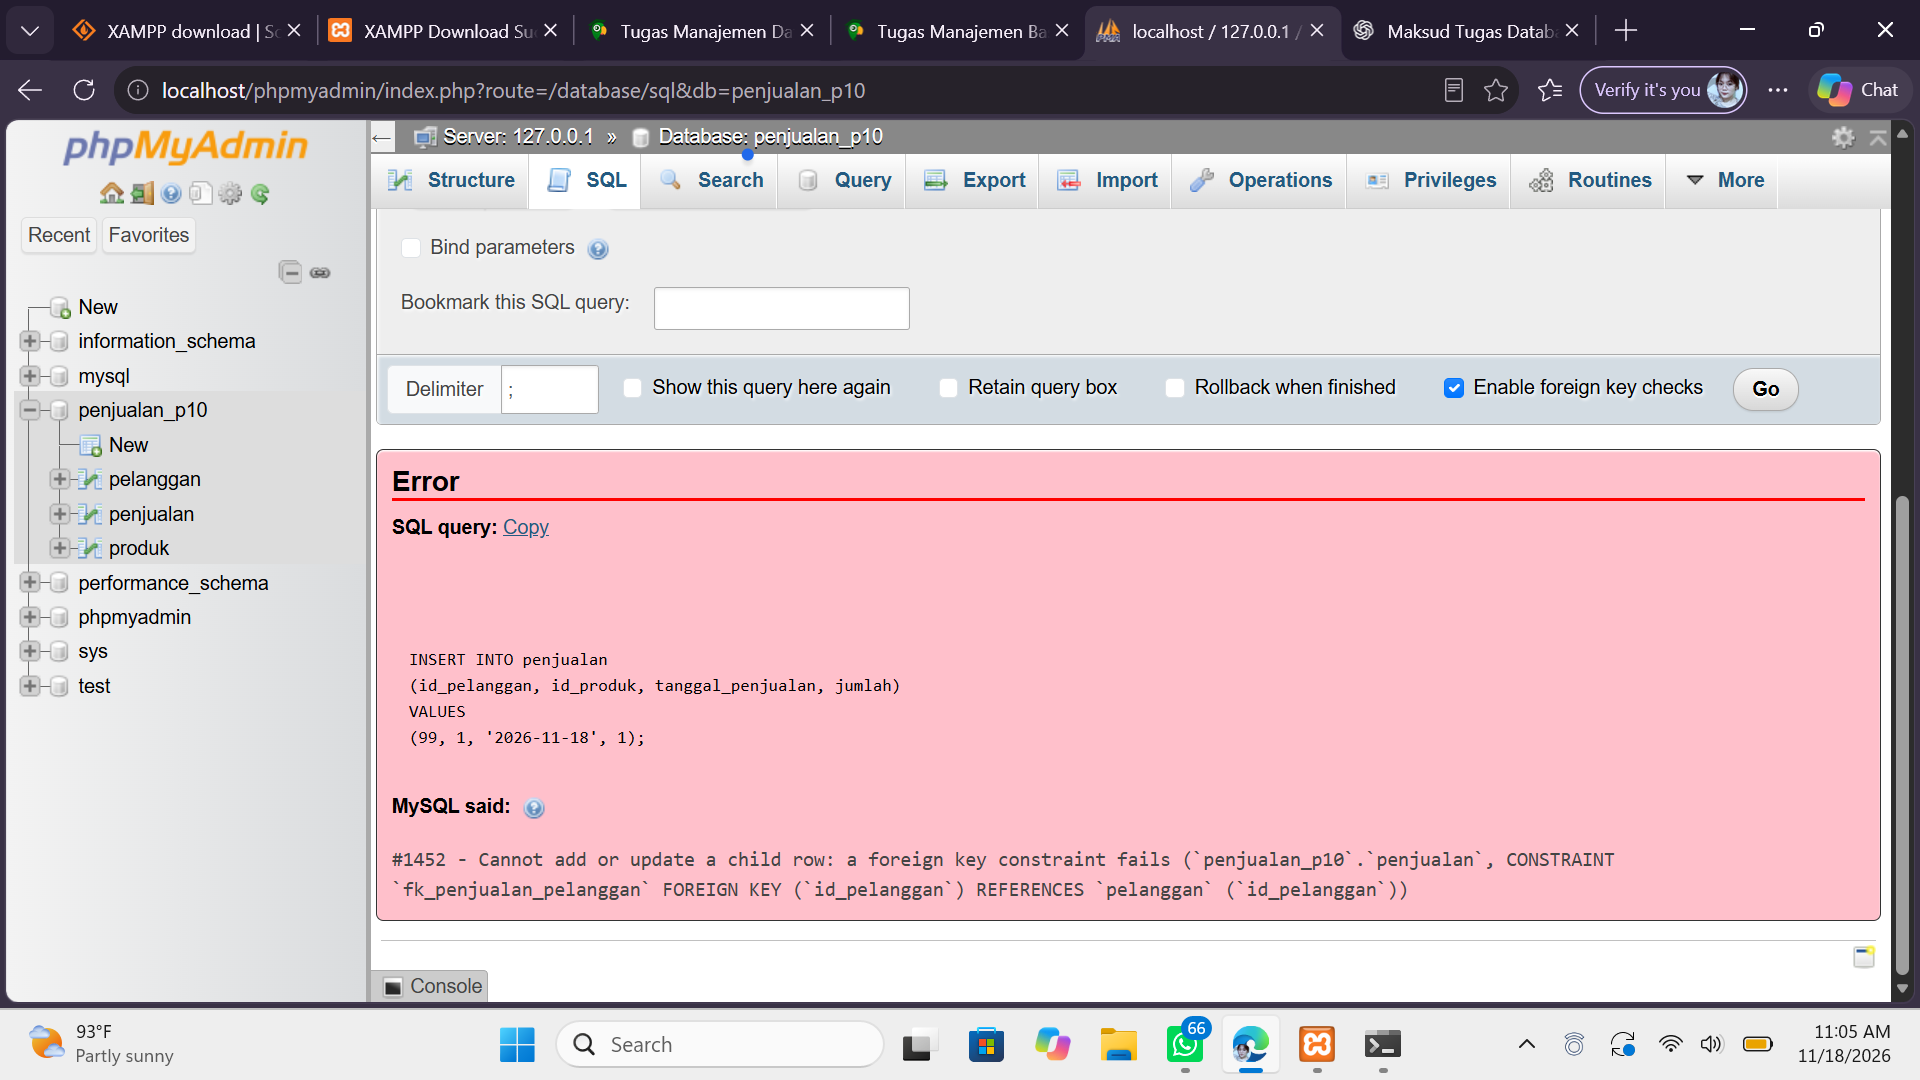 XAMPP download | So
XAMPP Download Su
Tugas Manajemen Da
Tugas Manajemen Ba
localhost / 127.0.0.1 /
Maksud Tugas Datab
localhost/phpmyadmin/index.php?route=/database/sql&db=penjualan_p10
Verify it's you
Chat
phpMyAdmin
Recent
Favorites
New
information_schema
mysql
penjualan_p10
New
pelanggan
penjualan
produk
performance_schema
phpmyadmin
sys
test
Server: 127.0.0.1 » Database: penjualan_p10
Structure
SQL
Search
Query
Export
Import
Operations
Privileges
Routines
More
Bind parameters
Bookmark this SQL query:
Delimiter ;
Show this query here again
Retain query box
Rollback when finished
Enable foreign key checks
Go
Error
SQL query: Copy
INSERT INTO penjualan
(id_pelanggan, id_produk, tanggal_penjualan, jumlah)
VALUES
(99, 1, '2026-11-18', 1);
MySQL said:
#1452 - Cannot add or update a child row: a foreign key constraint fails (`penjualan_p10`.`penjualan`, CONSTRAINT
`fk_penjualan_pelanggan` FOREIGN KEY (`id_pelanggan`) REFERENCES `pelanggan` (`id_pelanggan`))
Console
93°F
Partly sunny
Search
66
11:05 AM
11/18/2026